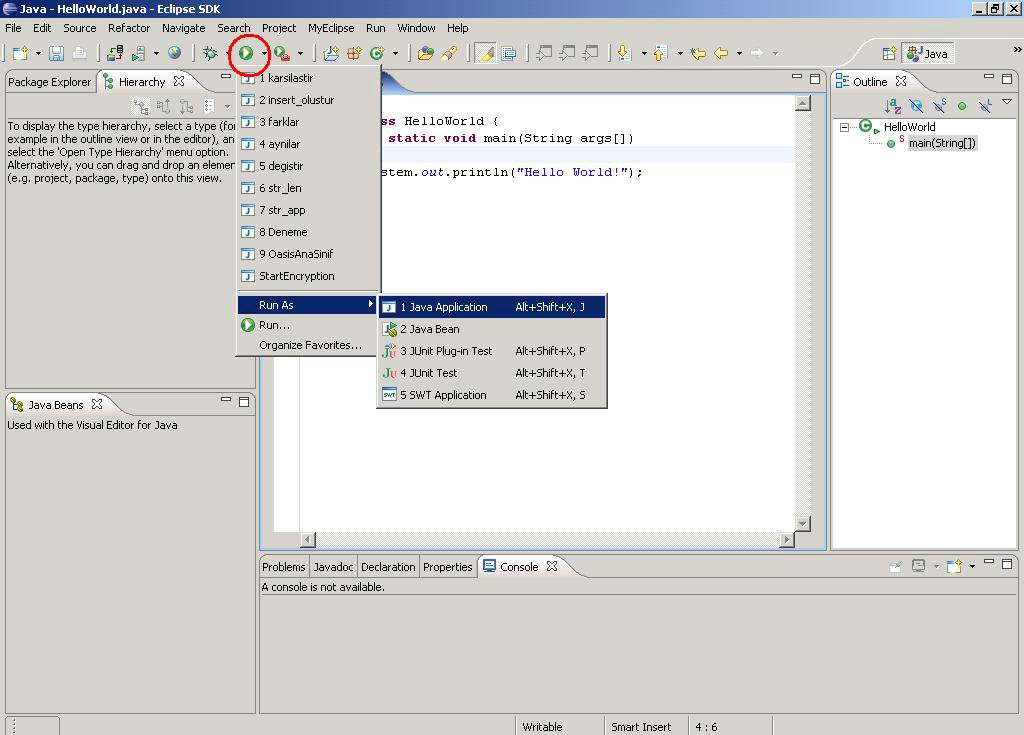 Java - HelloWorld.java - Eclipse SDK
File Edit Source Refactor Navigate Search Project MyEclipse Run Window Help
Java
Package Explorer Hierarchy
To display the type hierarchy, select a type (for
example in the outline view or in the editor), an
select the 'Open Type Hierarchy' menu option.
Alternatively, you can drag and drop an elemen
(e.g. project, package, type) onto this view.
1 karsilastir
2 insert_olustur
3 farklar
4 aynilar
5 degistir
6 str_len
7 str_app
8 Deneme
9 OasisAnaSinif
StartEncryption
Run As
Run...
Organize Favorites...
1 Java Application Alt+Shift+X, J
2 Java Bean
3 JUnit Plug-in Test Alt+Shift+X, P
4 JUnit Test Alt+Shift+X, T
5 SWT Application Alt+Shift+X, S
ss HelloWorld {
static void main(String args[])
stem.out.println("Hello World!");
Outline
HelloWorld
main(String[])
Java Beans
Used with the Visual Editor for Java
Problems Javadoc Declaration Properties Console
A console is not available.
Writable Smart Insert 4 : 6